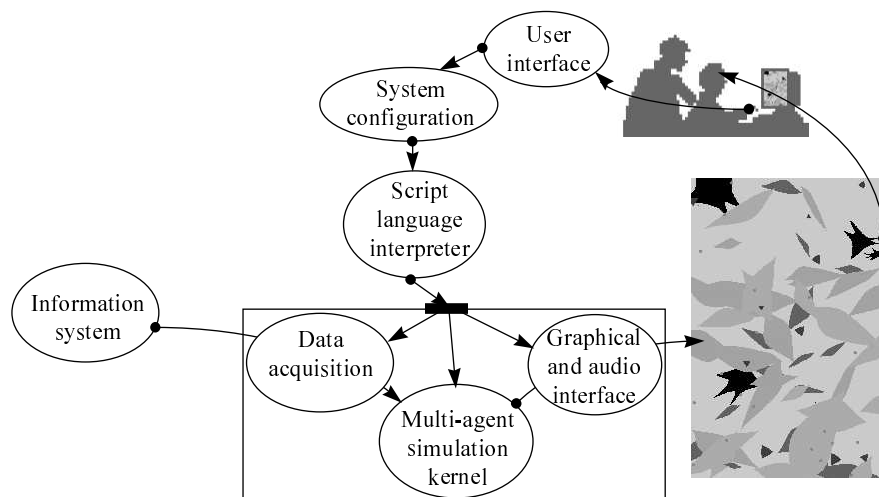 User
interface
System
configuration
Script
language
interpreter
Information
system
Data
acquisition
Graphical
and audio
interface
Multi-agent
simulation
kernel